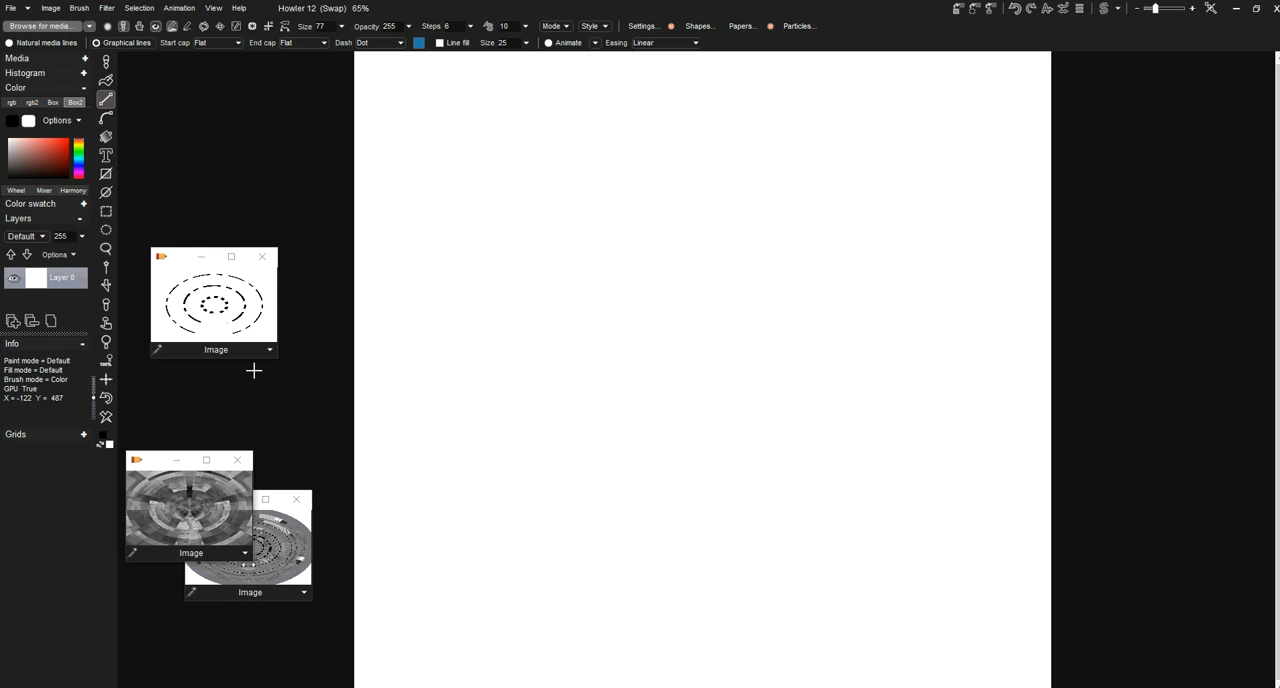 File Image Brush Filter Selection Animation View Help Howler 12 (Swap) 65%
Browse for media... Size 77 Opacity 255 Steps 6 10 Mode Style Settings... Shapes... Papers... Particles...
Natural media lines Graphical lines Start cap Flat End cap Flat Dash Dot Line fill Size 25 Animate Easing Linear
Media +
Histogram +
Color -
rgb rgb2 Box Box2
Options
Wheel Mixer Harmony
Color swatch +
Layers -
Default 255
Options
Layer 0
Info -
Paint mode = Default
Fill mode = Default
Brush mode = Color
GPU True
X = -122 Y = 487
Grids +
100%
Image
Image
Image